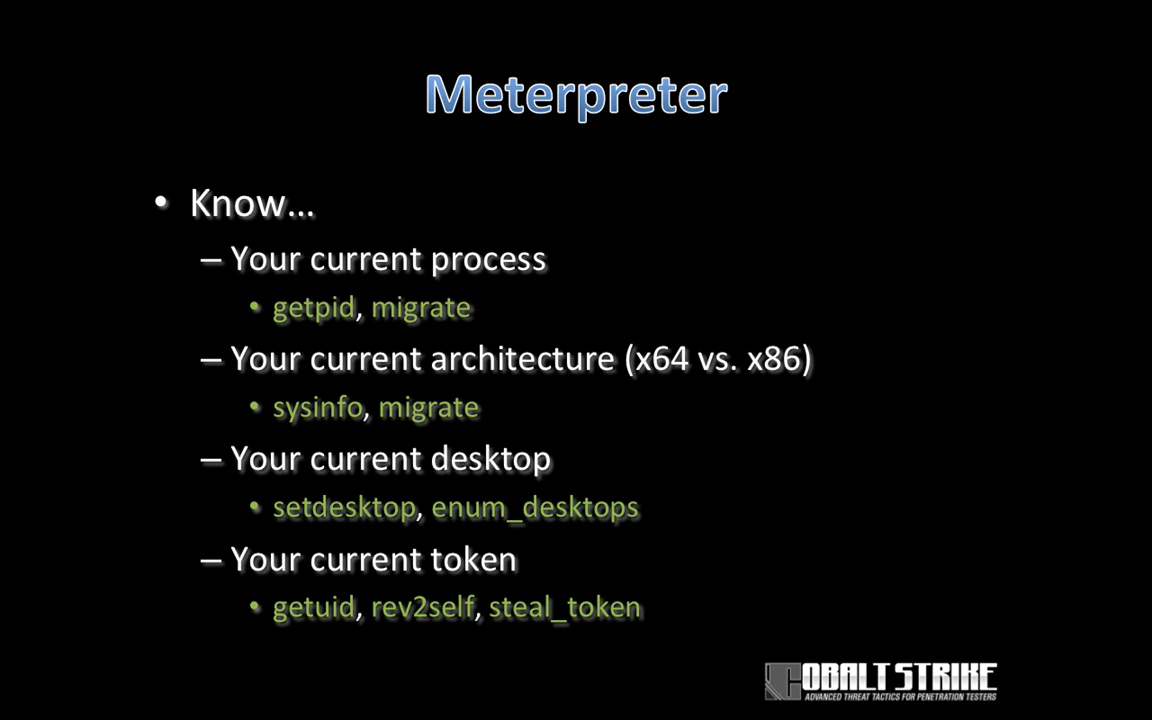 Meterpreter
• Know…
– Your current process
• getpid, migrate
– Your current architecture (x64 vs. x86)
• sysinfo, migrate
– Your current desktop
• setdesktop, enum_desktops
– Your current token
• getuid, rev2self, steal_token
COBALT STRIKE
ADVANCED THREAT TACTICS FOR PENETRATION TESTERS